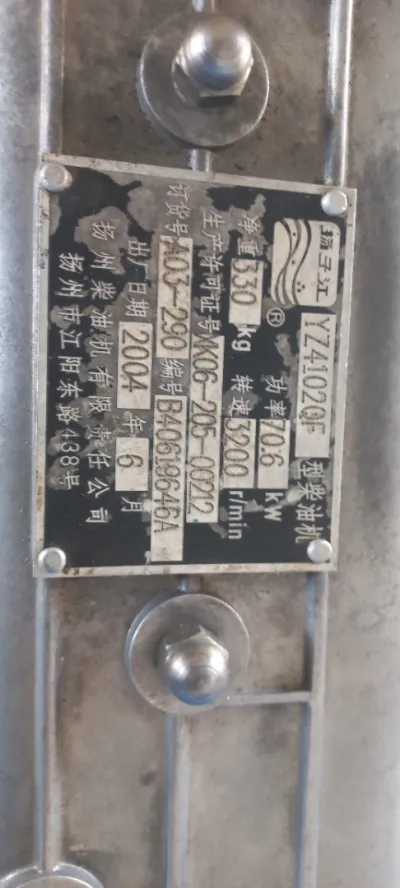 扬子江
® YZ4102QF 型柴油机
净重 330 kg 功率 70.6 kW
转速 3200 r/min
生产许可证号 XK06-205-00212
订货号 A03-290 编号 B40619646A
出厂日期 2004 年 6 月
扬州柴油机有限责任公司
扬州市江阳东路438号